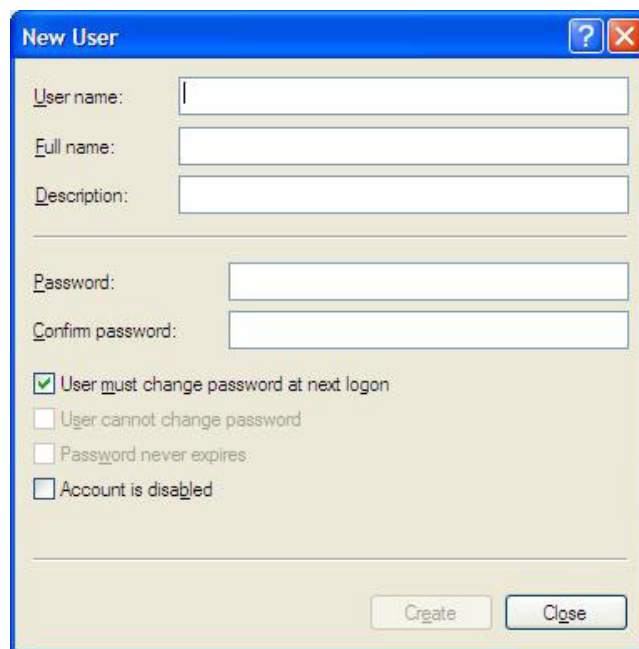 New User
User name:
Full name:
Description:
Password:
Confirm password:
User must change password at next logon
User cannot change password
Password never expires
Account is disabled
Create Close